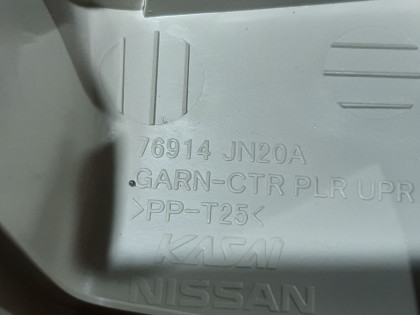 76914 JN20A
GARN-CTR PLR UPR
>PP-T25<
KASAI
NISSAN